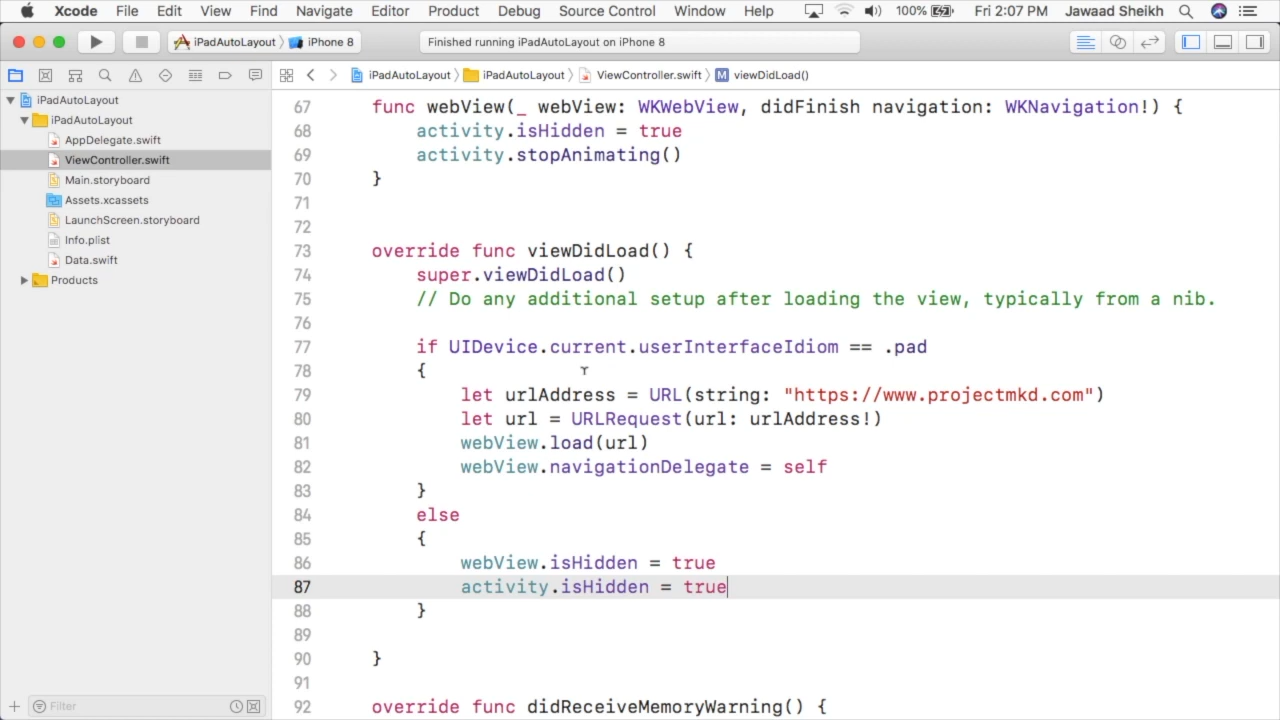 Xcode File Edit View Find Navigate Editor Product Debug Source Control Window Help 100% Fri 2:07 PM Jawaad Sheikh
iPadAutoLayout iPhone 8 Finished running iPadAutoLayout on iPhone 8
iPadAutoLayout iPadAutoLayout ViewController.swift M viewDidLoad()
iPadAutoLayout
iPadAutoLayout
AppDelegate.swift
ViewController.swift
Main.storyboard
Assets.xcassets
LaunchScreen.storyboard
Info.plist
Data.swift
Products
Filter
67 func webView(_ webView: WKWebView, didFinish navigation: WKNavigation!) {
68 activity.isHidden = true
69 activity.stopAnimating()
70 }
71
72
73 override func viewDidLoad() {
74 super.viewDidLoad()
75 // Do any additional setup after loading the view, typically from a nib.
76
77 if UIDevice.current.userInterfaceIdiom == .pad
78 {
79 let urlAddress = URL(string: "https://www.projectmkd.com")
80 let url = URLRequest(url: urlAddress!)
81 webView.load(url)
82 webView.navigationDelegate = self
83 }
84 else
85 {
86 webView.isHidden = true
87 activity.isHidden = true
88 }
89
90 }
91
92 override func didReceiveMemoryWarning() {